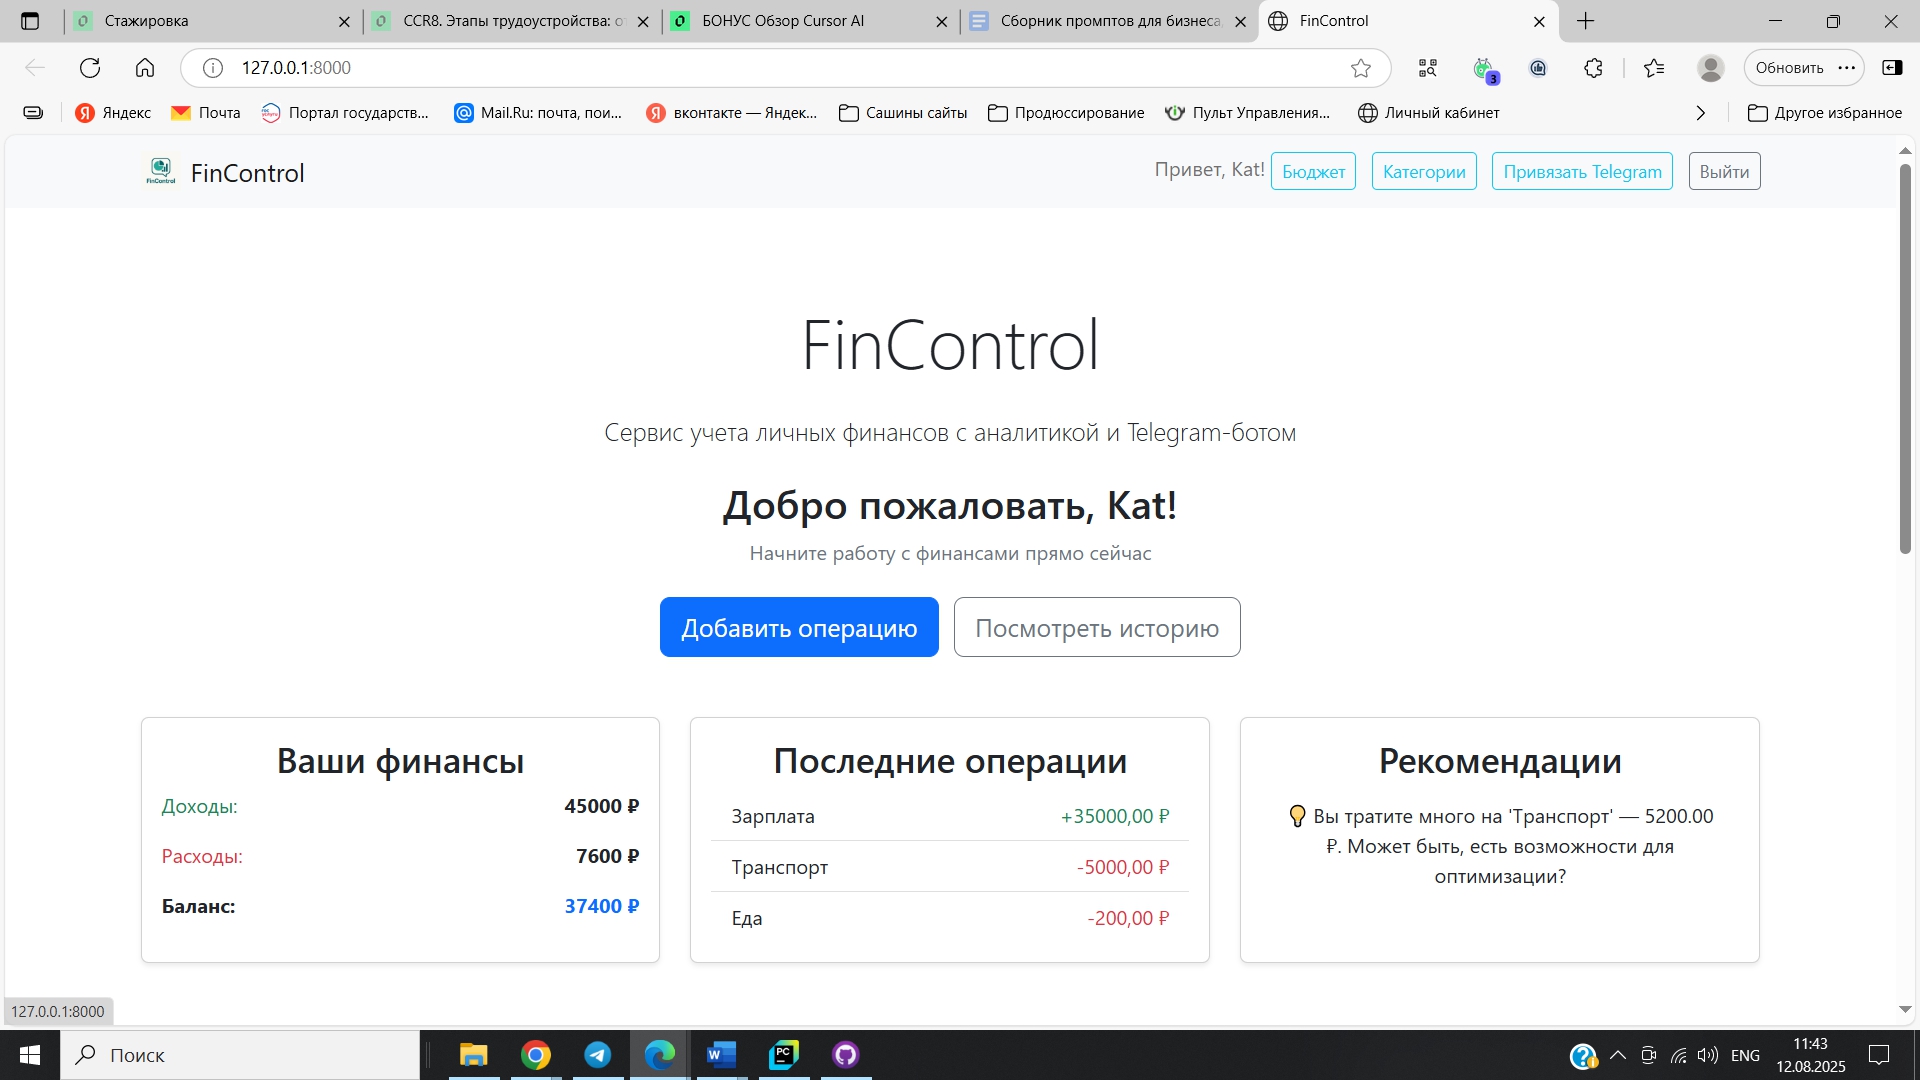 Стажировка
CCR8. Этапы трудоустройства: о
БОНУС Обзор Cursor AI
Сборник промптов для бизнеса,
FinControl
127.0.0.1:8000
3
Обновить
Яндекс
Почта
Портал государств...
Mail.Ru: почта, пои...
вконтакте — Яндек...
Сашины сайты
Продюссирование
Пульт Управления...
Личный кабинет
Другое избранное
FinControl
FinControl
Привет, Kat!
Бюджет
Категории
Привязать Telegram
Выйти
FinControl
Сервис учета личных финансов с аналитикой и Telegram-ботом
Добро пожаловать, Kat!
Начните работу с финансами прямо сейчас
Добавить операцию
Посмотреть историю
Ваши финансы
Доходы: 45000 ₽
Расходы: 7600 ₽
Баланс: 37400 ₽
Последние операции
Зарплата +35000,00 ₽
Транспорт -5000,00 ₽
Еда -200,00 ₽
Рекомендации
Вы тратите много на 'Транспорт' — 5200.00
₽. Может быть, есть возможности для
оптимизации?
127.0.0.1:8000
Поиск
W
PC
ENG
11:43
12.08.2025